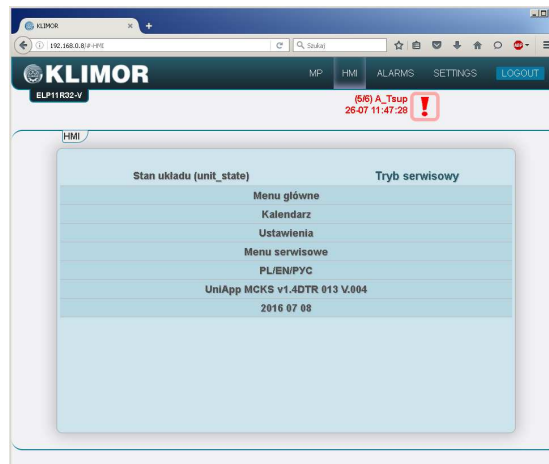 KLIMOR
192.168.0.8/#HMI
Szukaj
KLIMOR
MP HMI ALARMS SETTINGS LOGOUT
ELP11R32-V
(5/6) A_Tsup
26-07 11:47:28
HMI
Stan układu (unit_state) Tryb serwisowy
Menu główne
Kalendarz
Ustawienia
Menu serwisowe
PL/EN/РУС
UniApp MCKS v1.4DTR 013 V.004
2016 07 08